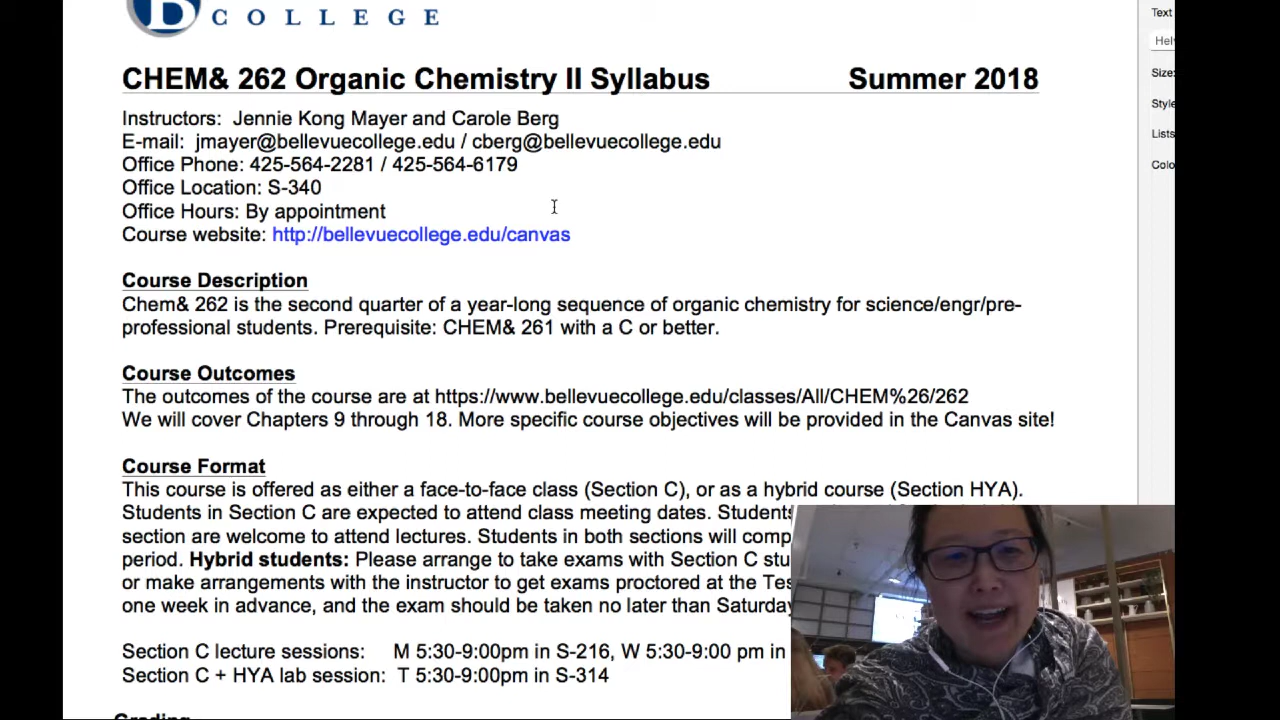 COLLEGE
CHEM& 262 Organic Chemistry II Syllabus Summer 2018
Instructors: Jennie Kong Mayer and Carole Berg
E-mail: jmayer@bellevuecollege.edu / cberg@bellevuecollege.edu
Office Phone: 425-564-2281 / 425-564-6179
Office Location: S-340
Office Hours: By appointment
Course website: http://bellevuecollege.edu/canvas
Course Description
Chem& 262 is the second quarter of a year-long sequence of organic chemistry for science/engr/pre-
professional students. Prerequisite: CHEM& 261 with a C or better.
Course Outcomes
The outcomes of the course are at https://www.bellevuecollege.edu/classes/All/CHEM%26/262
We will cover Chapters 9 through 18. More specific course objectives will be provided in the Canvas site!
Course Format
This course is offered as either a face-to-face class (Section C), or as a hybrid course (Section HYA).
Students in Section C are expected to attend class meeting dates. Students
section are welcome to attend lectures. Students in both sections will comp
period. Hybrid students: Please arrange to take exams with Section C stu
or make arrangements with the instructor to get exams proctored at the Tes
one week in advance, and the exam should be taken no later than Saturday
Section C lecture sessions: M 5:30-9:00pm in S-216, W 5:30-9:00 pm in
Section C + HYA lab session: T 5:30-9:00pm in S-314
Grading
Text
Helv
Size:
Style
Lists
Colo